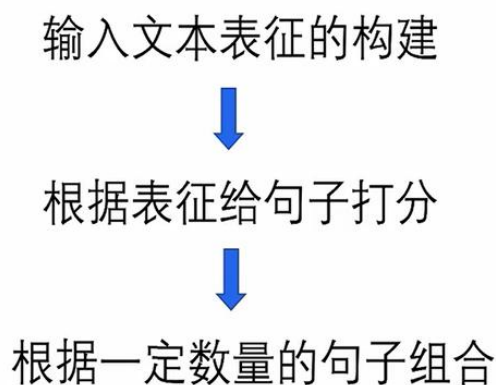 输入文本表征的构建
根据表征给句子打分
根据一定数量的句子组合